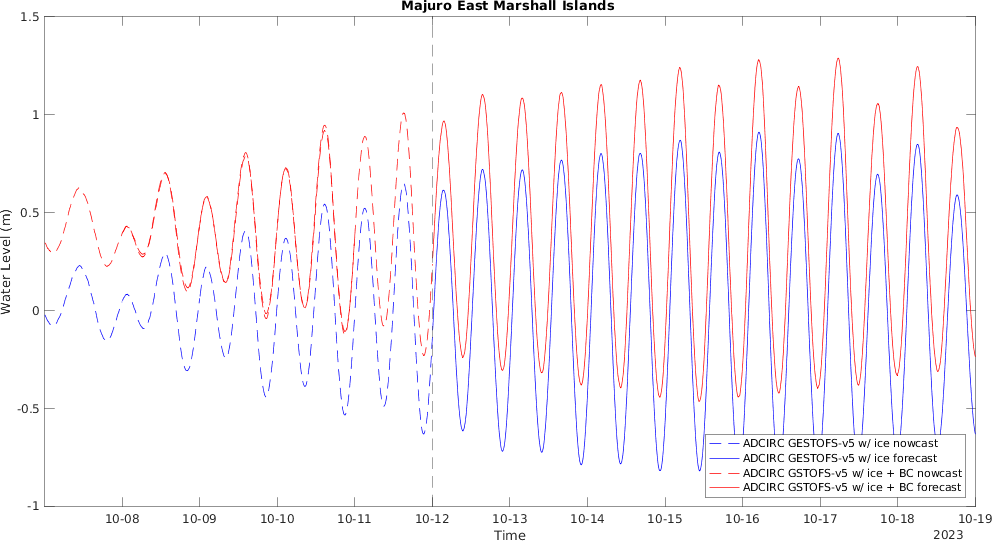 Majuro East Marshall Islands
1.5
1
0.5
0
-0.5
-1
Water Level (m)
ADCIRC GESTOFS-v5 w/ ice nowcast
ADCIRC GESTOFS-v5 w/ ice forecast
ADCIRC GSTOFS-v5 w/ ice + BC nowcast
ADCIRC GSTOFS-v5 w/ ice + BC forecast
10-08 10-09 10-10 10-11 10-12 10-13 10-14 10-15 10-16 10-17 10-18 10-19
Time
2023